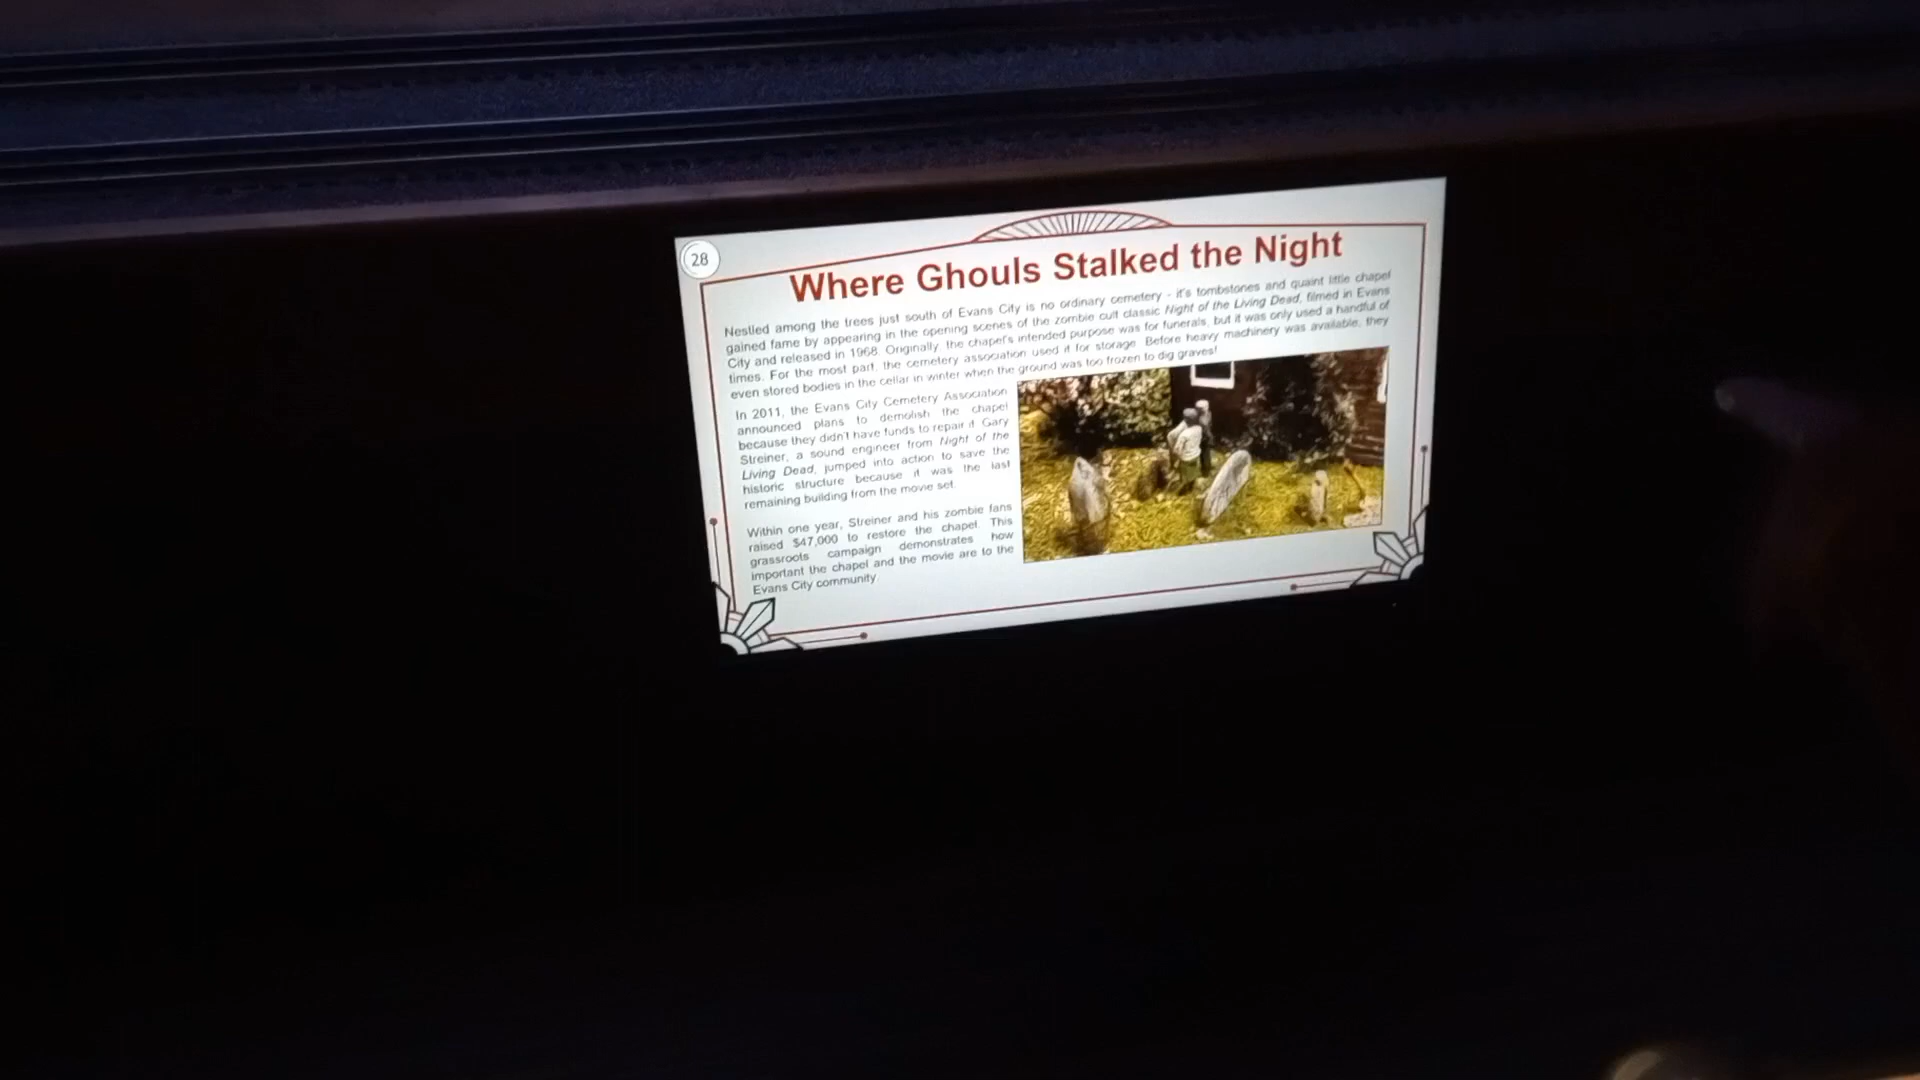 28
Where Ghouls Stalked the Night
Nestled among the trees just south of Evans City is no ordinary cemetery - it's tombstones and quaint little chapel
gained fame by appearing in the opening scenes of the zombie cult classic Night of the Living Dead, filmed in Evans
City and released in 1968. Originally, the chapel's intended purpose was for funerals, but it was only used a handful of
times. For the most part, the cemetery association used it for storage. Before heavy machinery was available, they
even stored bodies in the cellar in winter when the ground was too frozen to dig graves!
In 2011, the Evans City Cemetery Association
announced plans to demolish the chapel
because they didn't have funds to repair it. Gary
Streiner, a sound engineer from Night of the
Living Dead, jumped into action to save the
historic structure because it was the last
remaining building from the movie set.
Within one year, Streiner and his zombie fans
raised $47,000 to restore the chapel. This
grassroots campaign demonstrates how
important the chapel and the movie are to the
Evans City community.